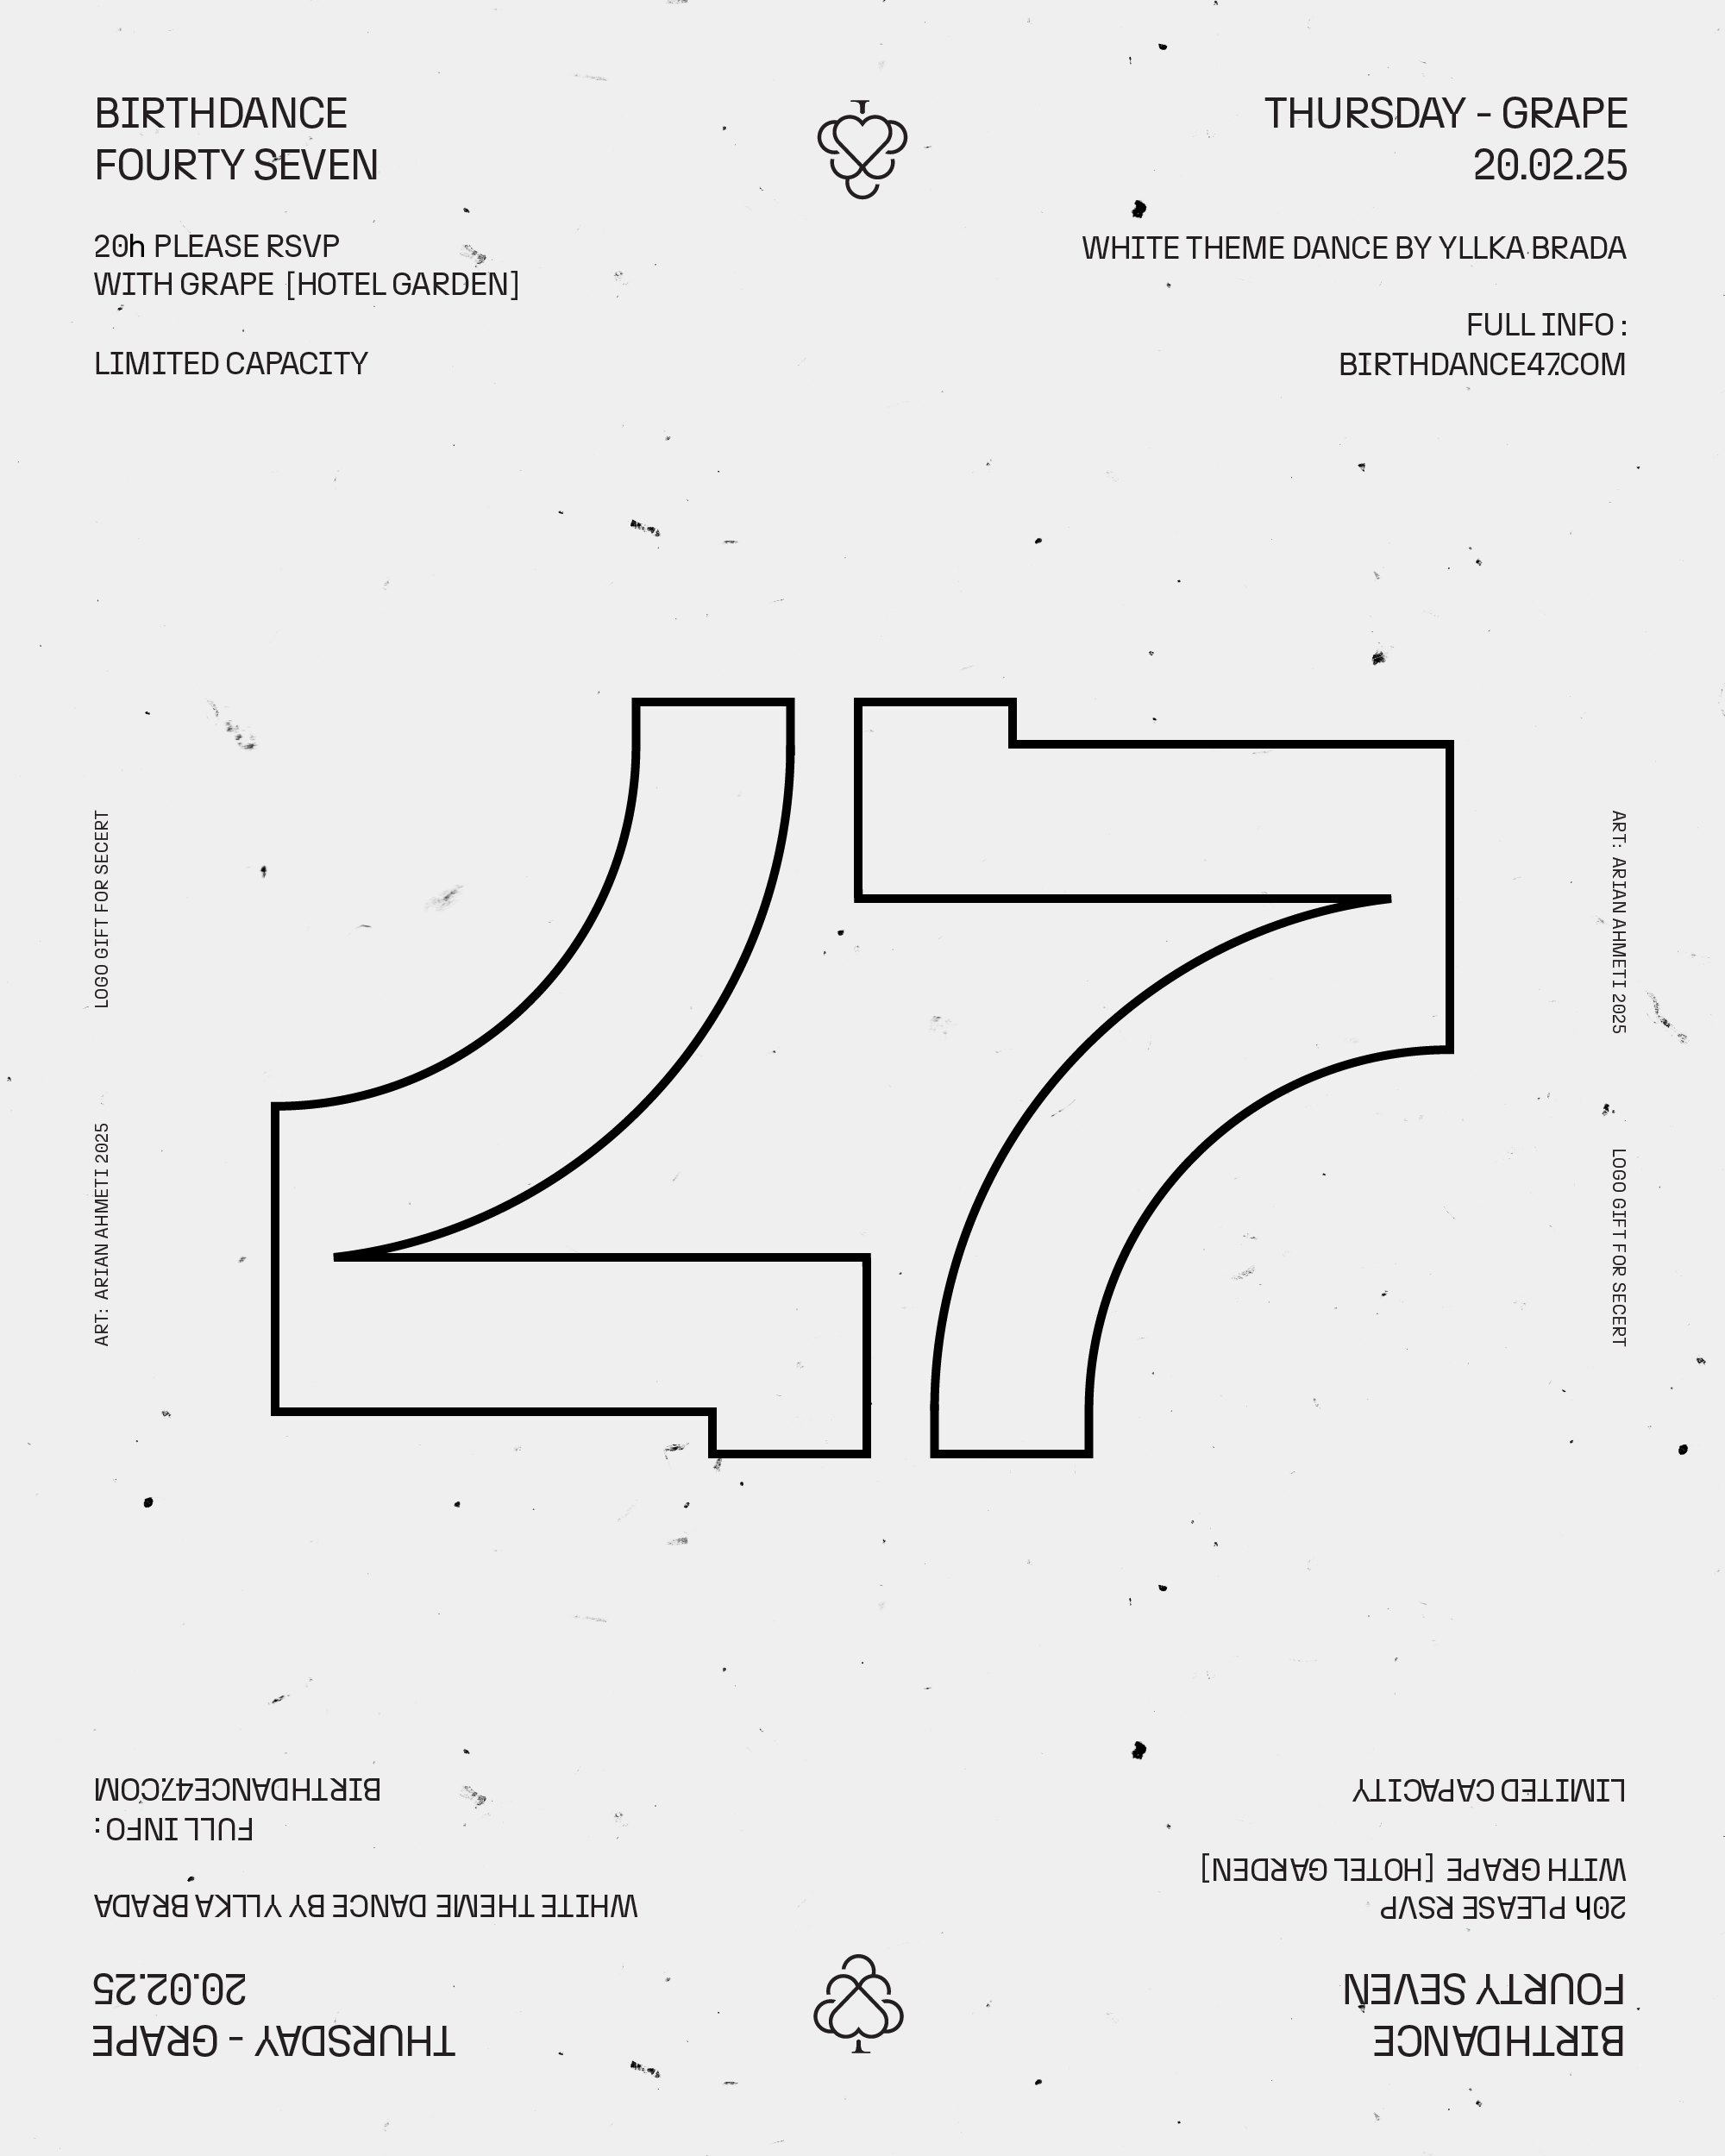 BIRTHDANCE
FOURTY SEVEN
20h PLEASE RSVP
WITH GRAPE [HOTEL GARDEN]
LIMITED CAPACITY
THURSDAY - GRAPE
20.02.25
WHITE THEME DANCE BY YLLKA BRADA
FULL INFO :
BIRTHDANCE47.COM
LOGO GIFT FOR SECERT
ART: ARIAN AHMETI 2025
47
ART: ARIAN AHMETI 2025
LOGO GIFT FOR SECERT
BIRTHDANCE
FOURTY SEVEN
20h PLEASE RSVP
WITH GRAPE [HOTEL GARDEN]
LIMITED CAPACITY
THURSDAY - GRAPE
20.02.25
WHITE THEME DANCE BY YLLKA BRADA
FULL INFO :
BIRTHDANCE47.COM